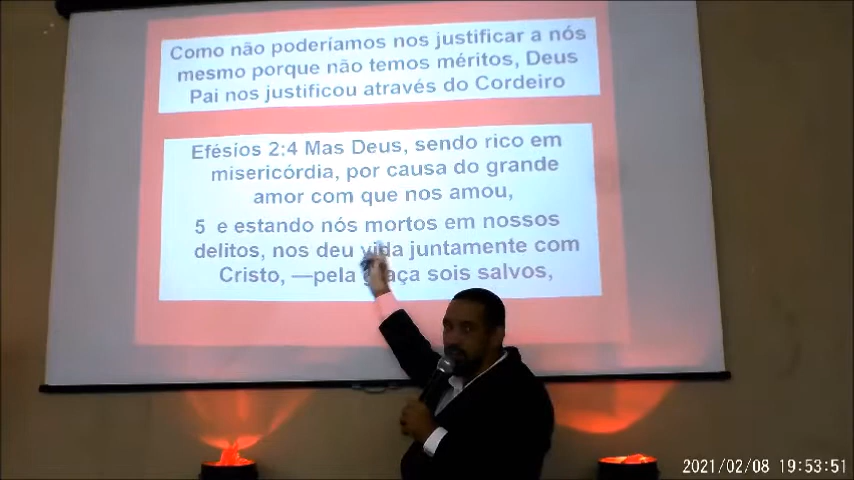 Como não poderíamos nos justificar a nós
mesmo porque não temos méritos, Deus
Pai nos justificou através do Cordeiro
Efésios 2:4 Mas Deus, sendo rico em
misericórdia, por causa do grande
amor com que nos amou,
5 e estando nós mortos em nossos
delitos, nos deu vida juntamente com
Cristo, —pela graça sois salvos,
2021/02/08 19:53:51